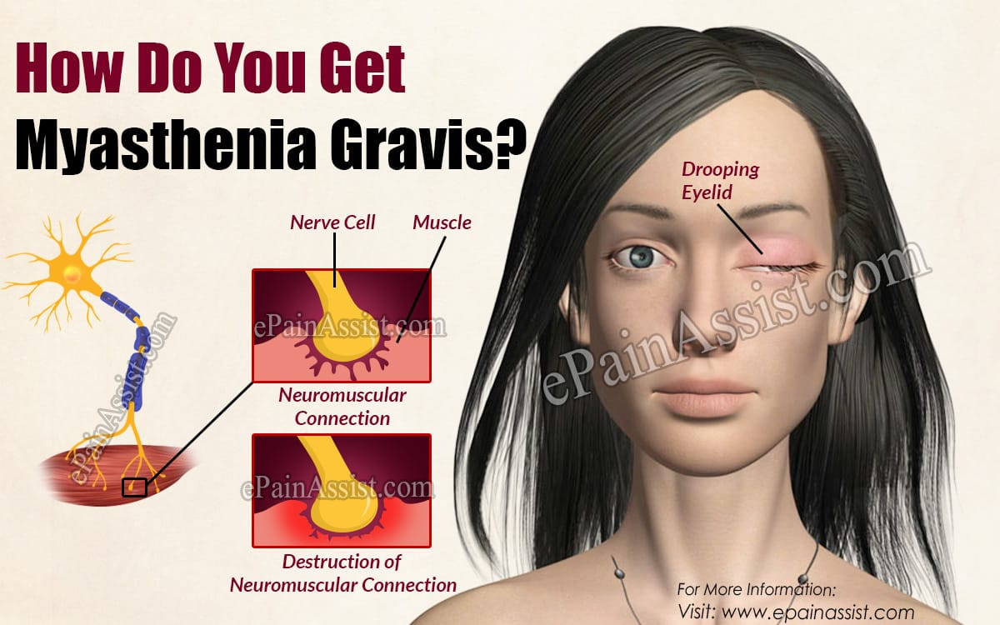 How Do You Get
Myasthenia Gravis?
Nerve Cell
Muscle
Drooping
Eyelid
ePainAssist.com
Neuromuscular
Connection
ePainAssist.com
Destruction of
Neuromuscular Connection
ePainAssist.com
ePainAssist.com
For More Information:
Visit: www.epainassist.com